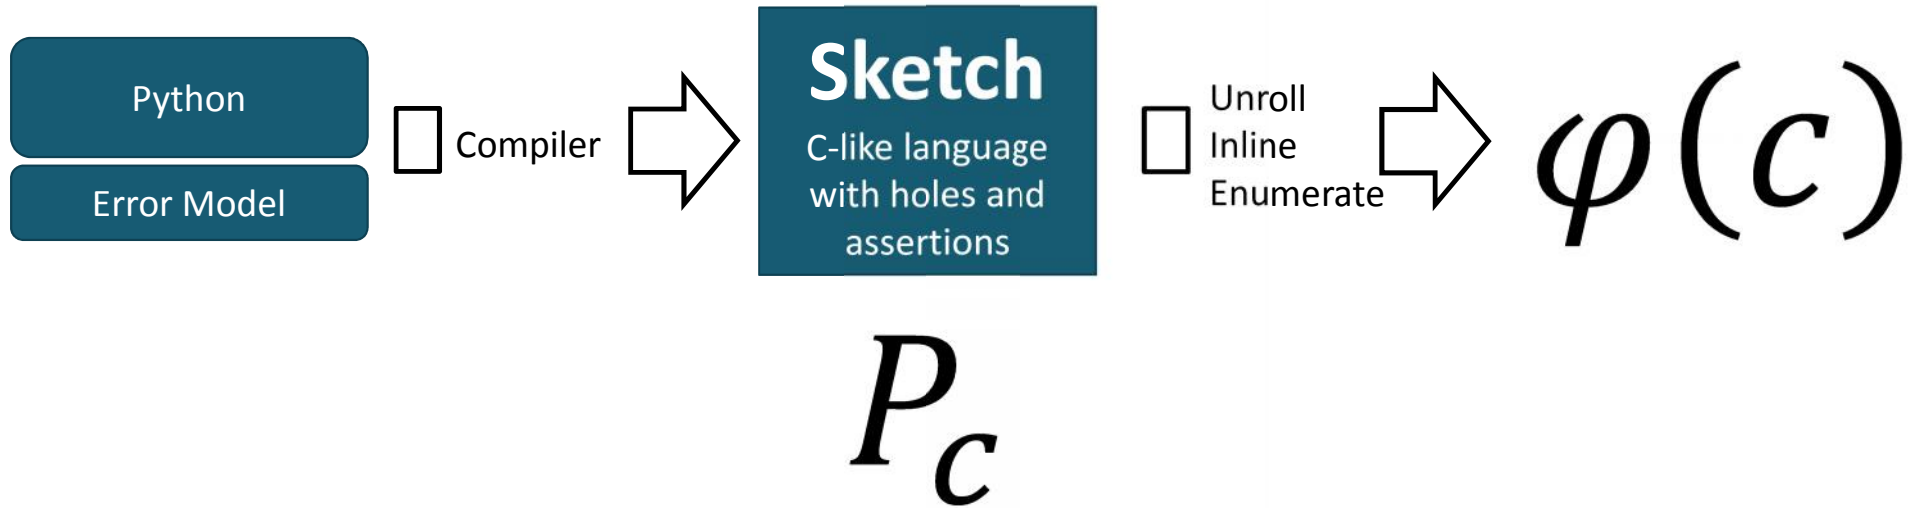 Python
Error Model
Compiler
Sketch
C-like language
with holes and
assertions
Unroll
Inline
Enumerate
φ(c)
P_c